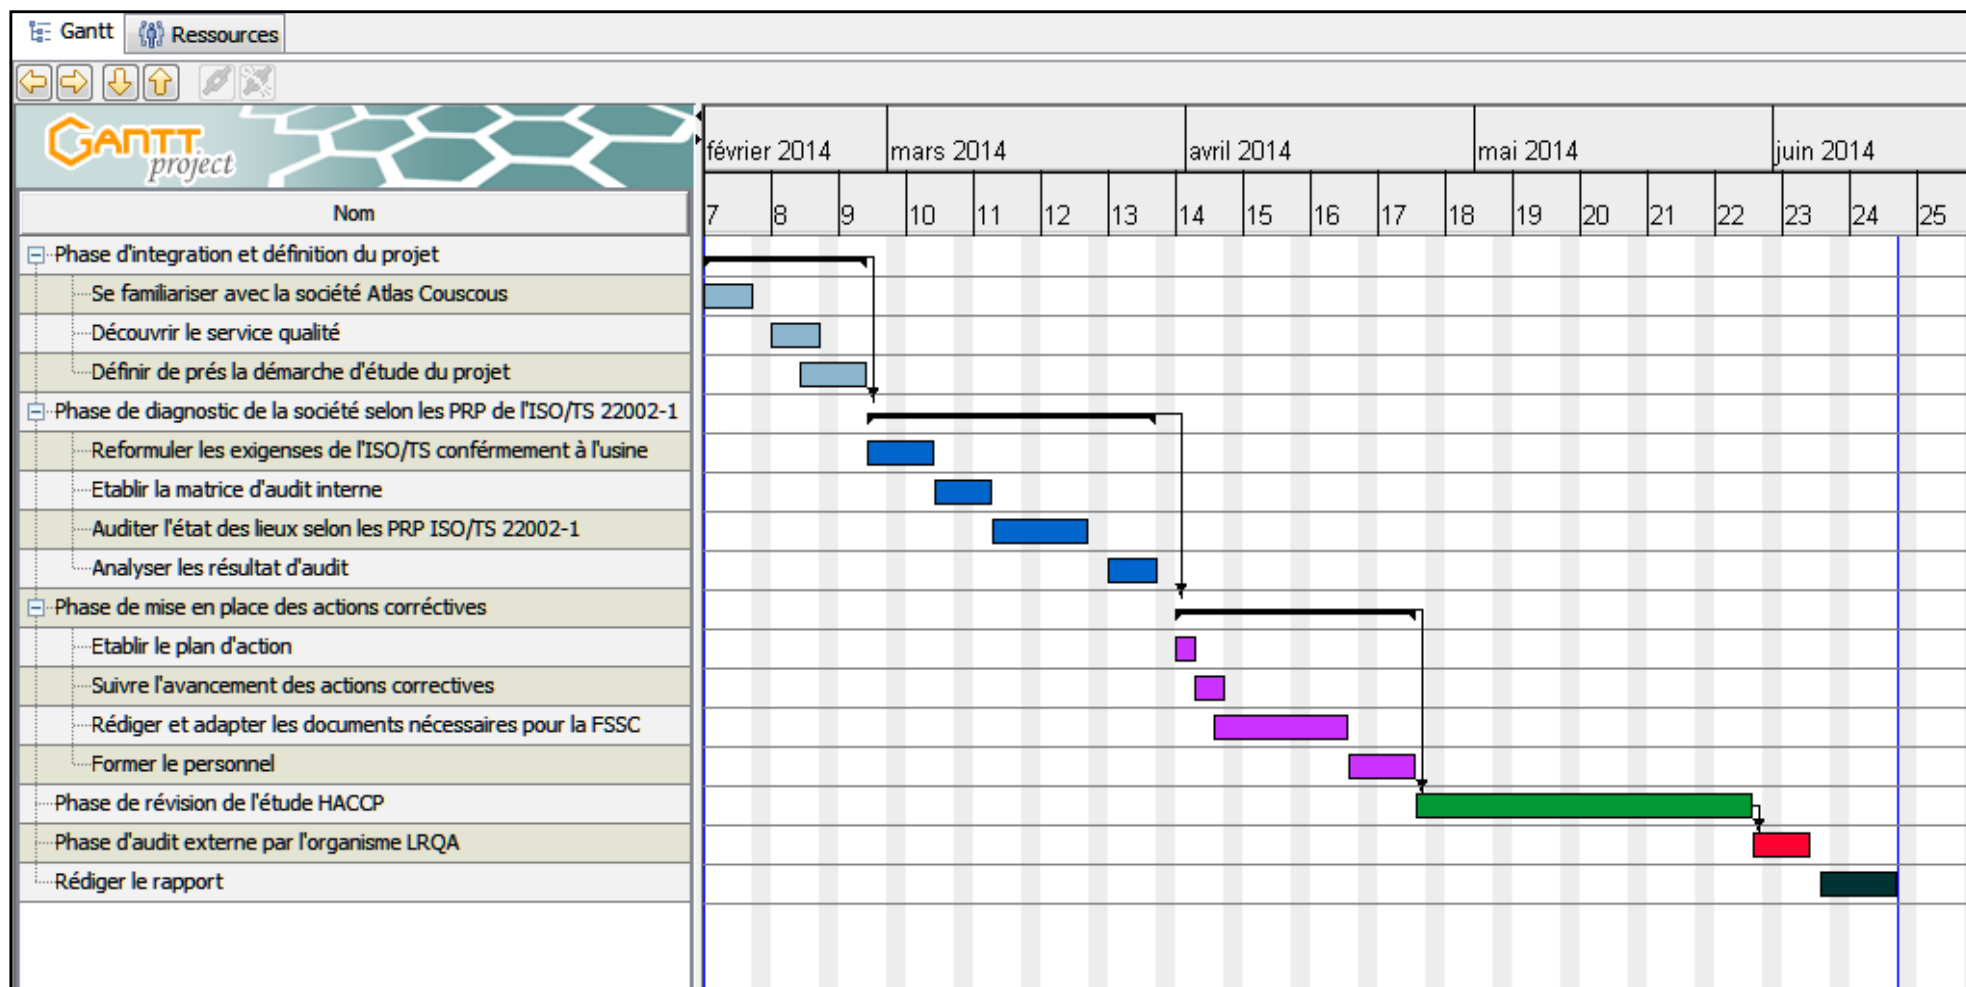 Gantt
Ressources
GANTT
project
février 2014 mars 2014 avril 2014 mai 2014 juin 2014
Nom
7 8 9 10 11 12 13 14 15 16 17 18 19 20 21 22 23 24 25
Phase d'integration et définition du projet
Se familiariser avec la société Atlas Couscous
Découvrir le service qualité
Définir de prés la démarche d'étude du projet
Phase de diagnostic de la société selon les PRP de l'ISO/TS 22002-1
Reformuler les exigenses de l'ISO/TS conférmement à l'usine
Etablir la matrice d'audit interne
Auditer l'état des lieux selon les PRP ISO/TS 22002-1
Analyser les résultat d'audit
Phase de mise en place des actions corréctives
Etablir le plan d'action
Suivre l'avancement des actions correctives
Rédiger et adapter les documents nécessaires pour la FSSC
Former le personnel
Phase de révision de l'étude HACCP
Phase d'audit externe par l'organisme LRQA
Rédiger le rapport